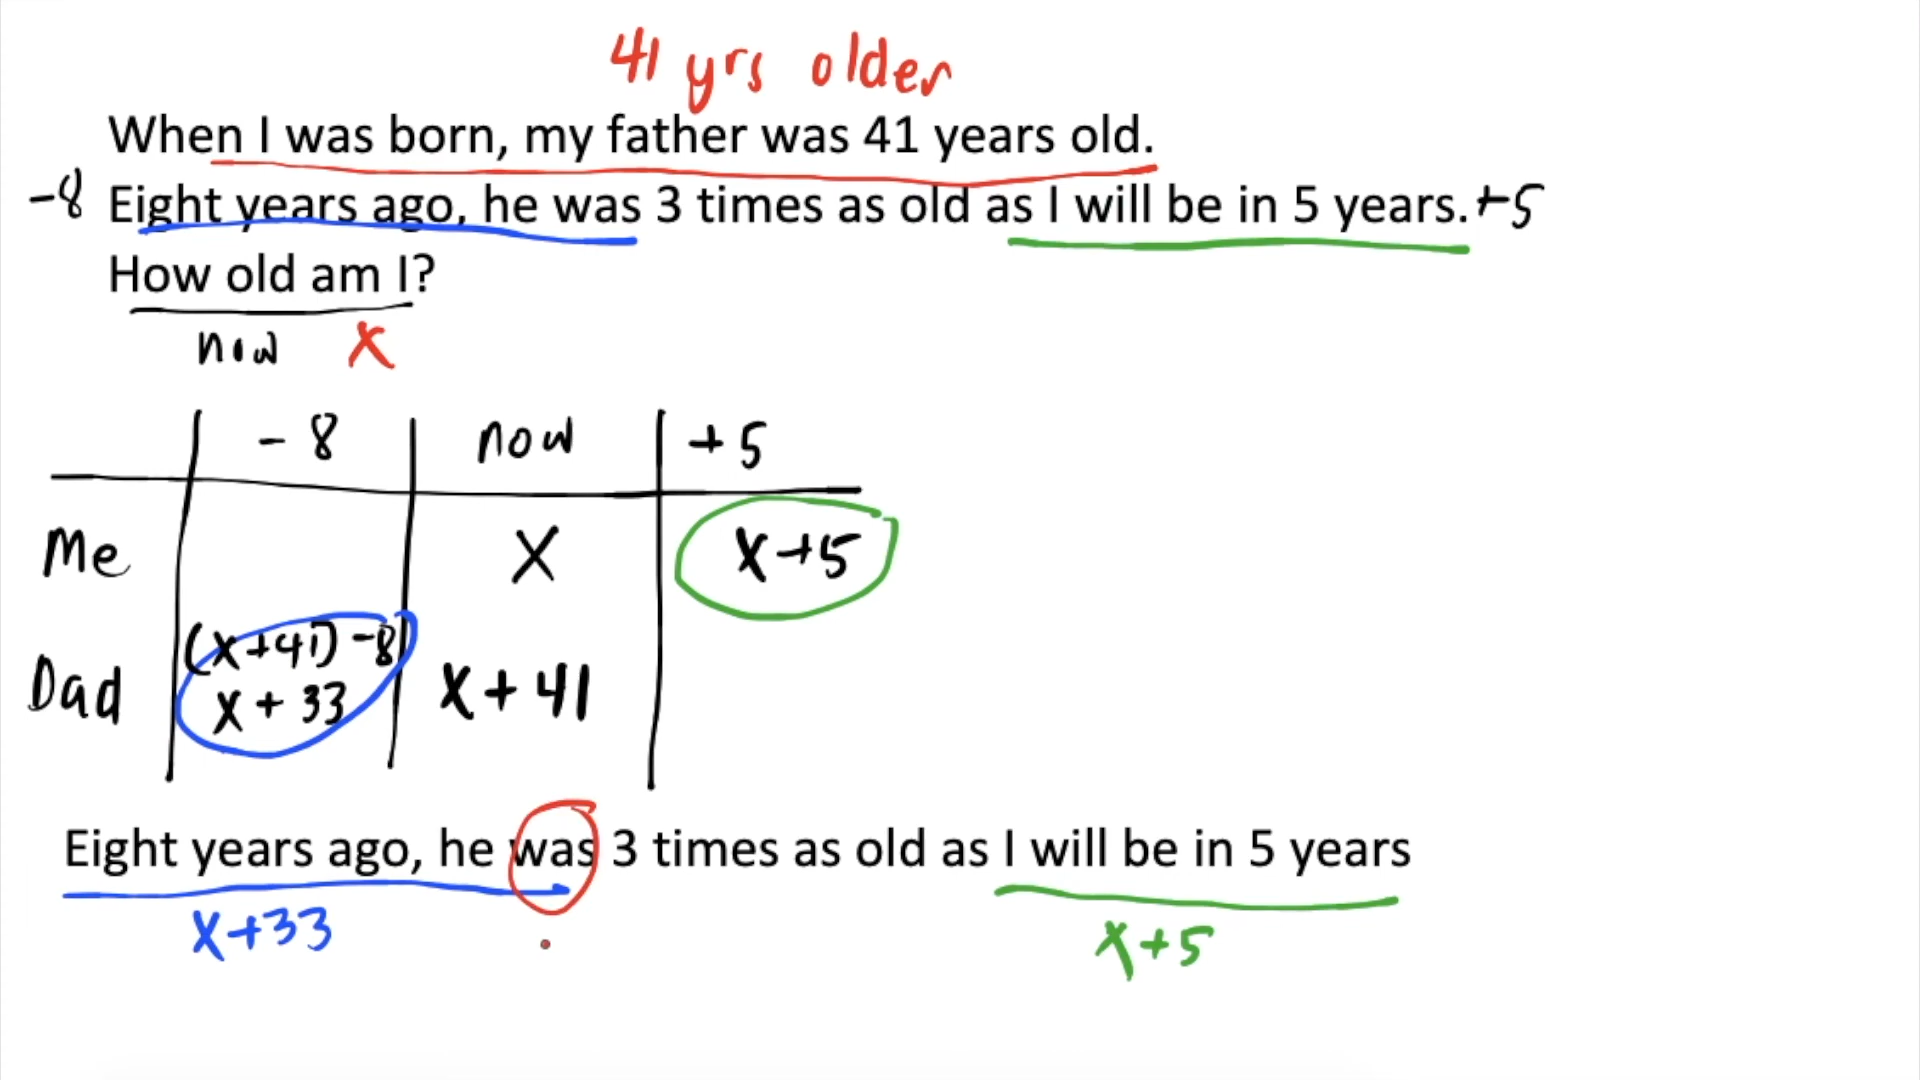 41 yrs older
When I was born, my father was 41 years old.
-8 Eight years ago, he was 3 times as old as I will be in 5 years. +5
How old am I?
now x
- 8 now + 5
Me x x+5
(x+41)-8
Dad x + 33 x + 41
Eight years ago, he was 3 times as old as I will be in 5 years
x+33 x+5